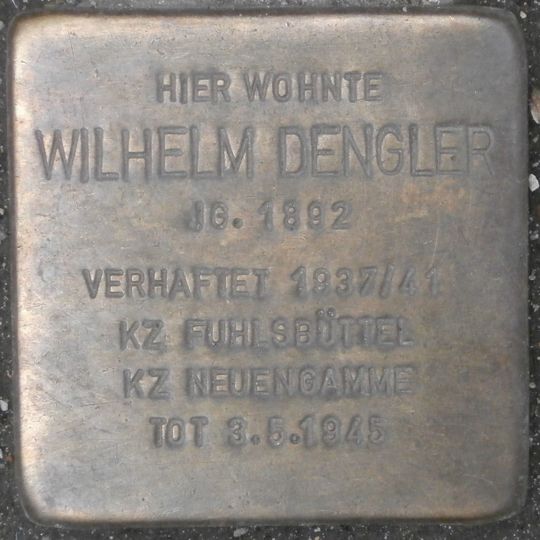 HIER WOHNTE
WILHELM DENGLER
JG. 1892
VERHAFTET 1937/41
KZ FUHLSBÜTTEL
KZ NEUENGAMME
TOT 3.5.1945